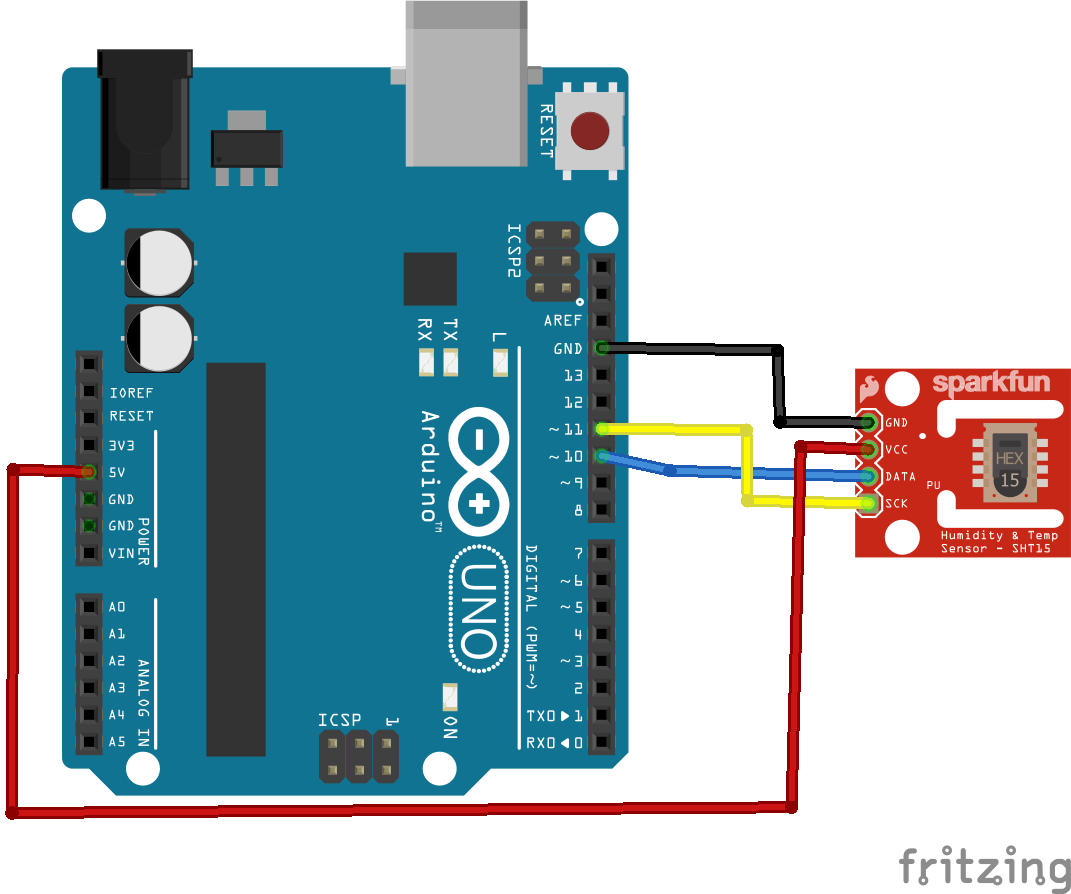 RESET
ICSP2
AREF
GND
13
12
~11
~10
~9
8
7
~6
~5
4
~3
2
TX0▶1
RX0◀0
RX
TX
L
IOREF
RESET
3V3
5V
GND
GND
VIN
POWER
A0
A1
A2
A3
A4
A5
ANALOG IN
Arduino™
UNO
DIGITAL (PWM=~)
ICSP
1
ON
sparkfun
GND
VCC
DATA
SCK
PU
HEX
15
Humidity & Temp
Sensor - SHT15
fritzing